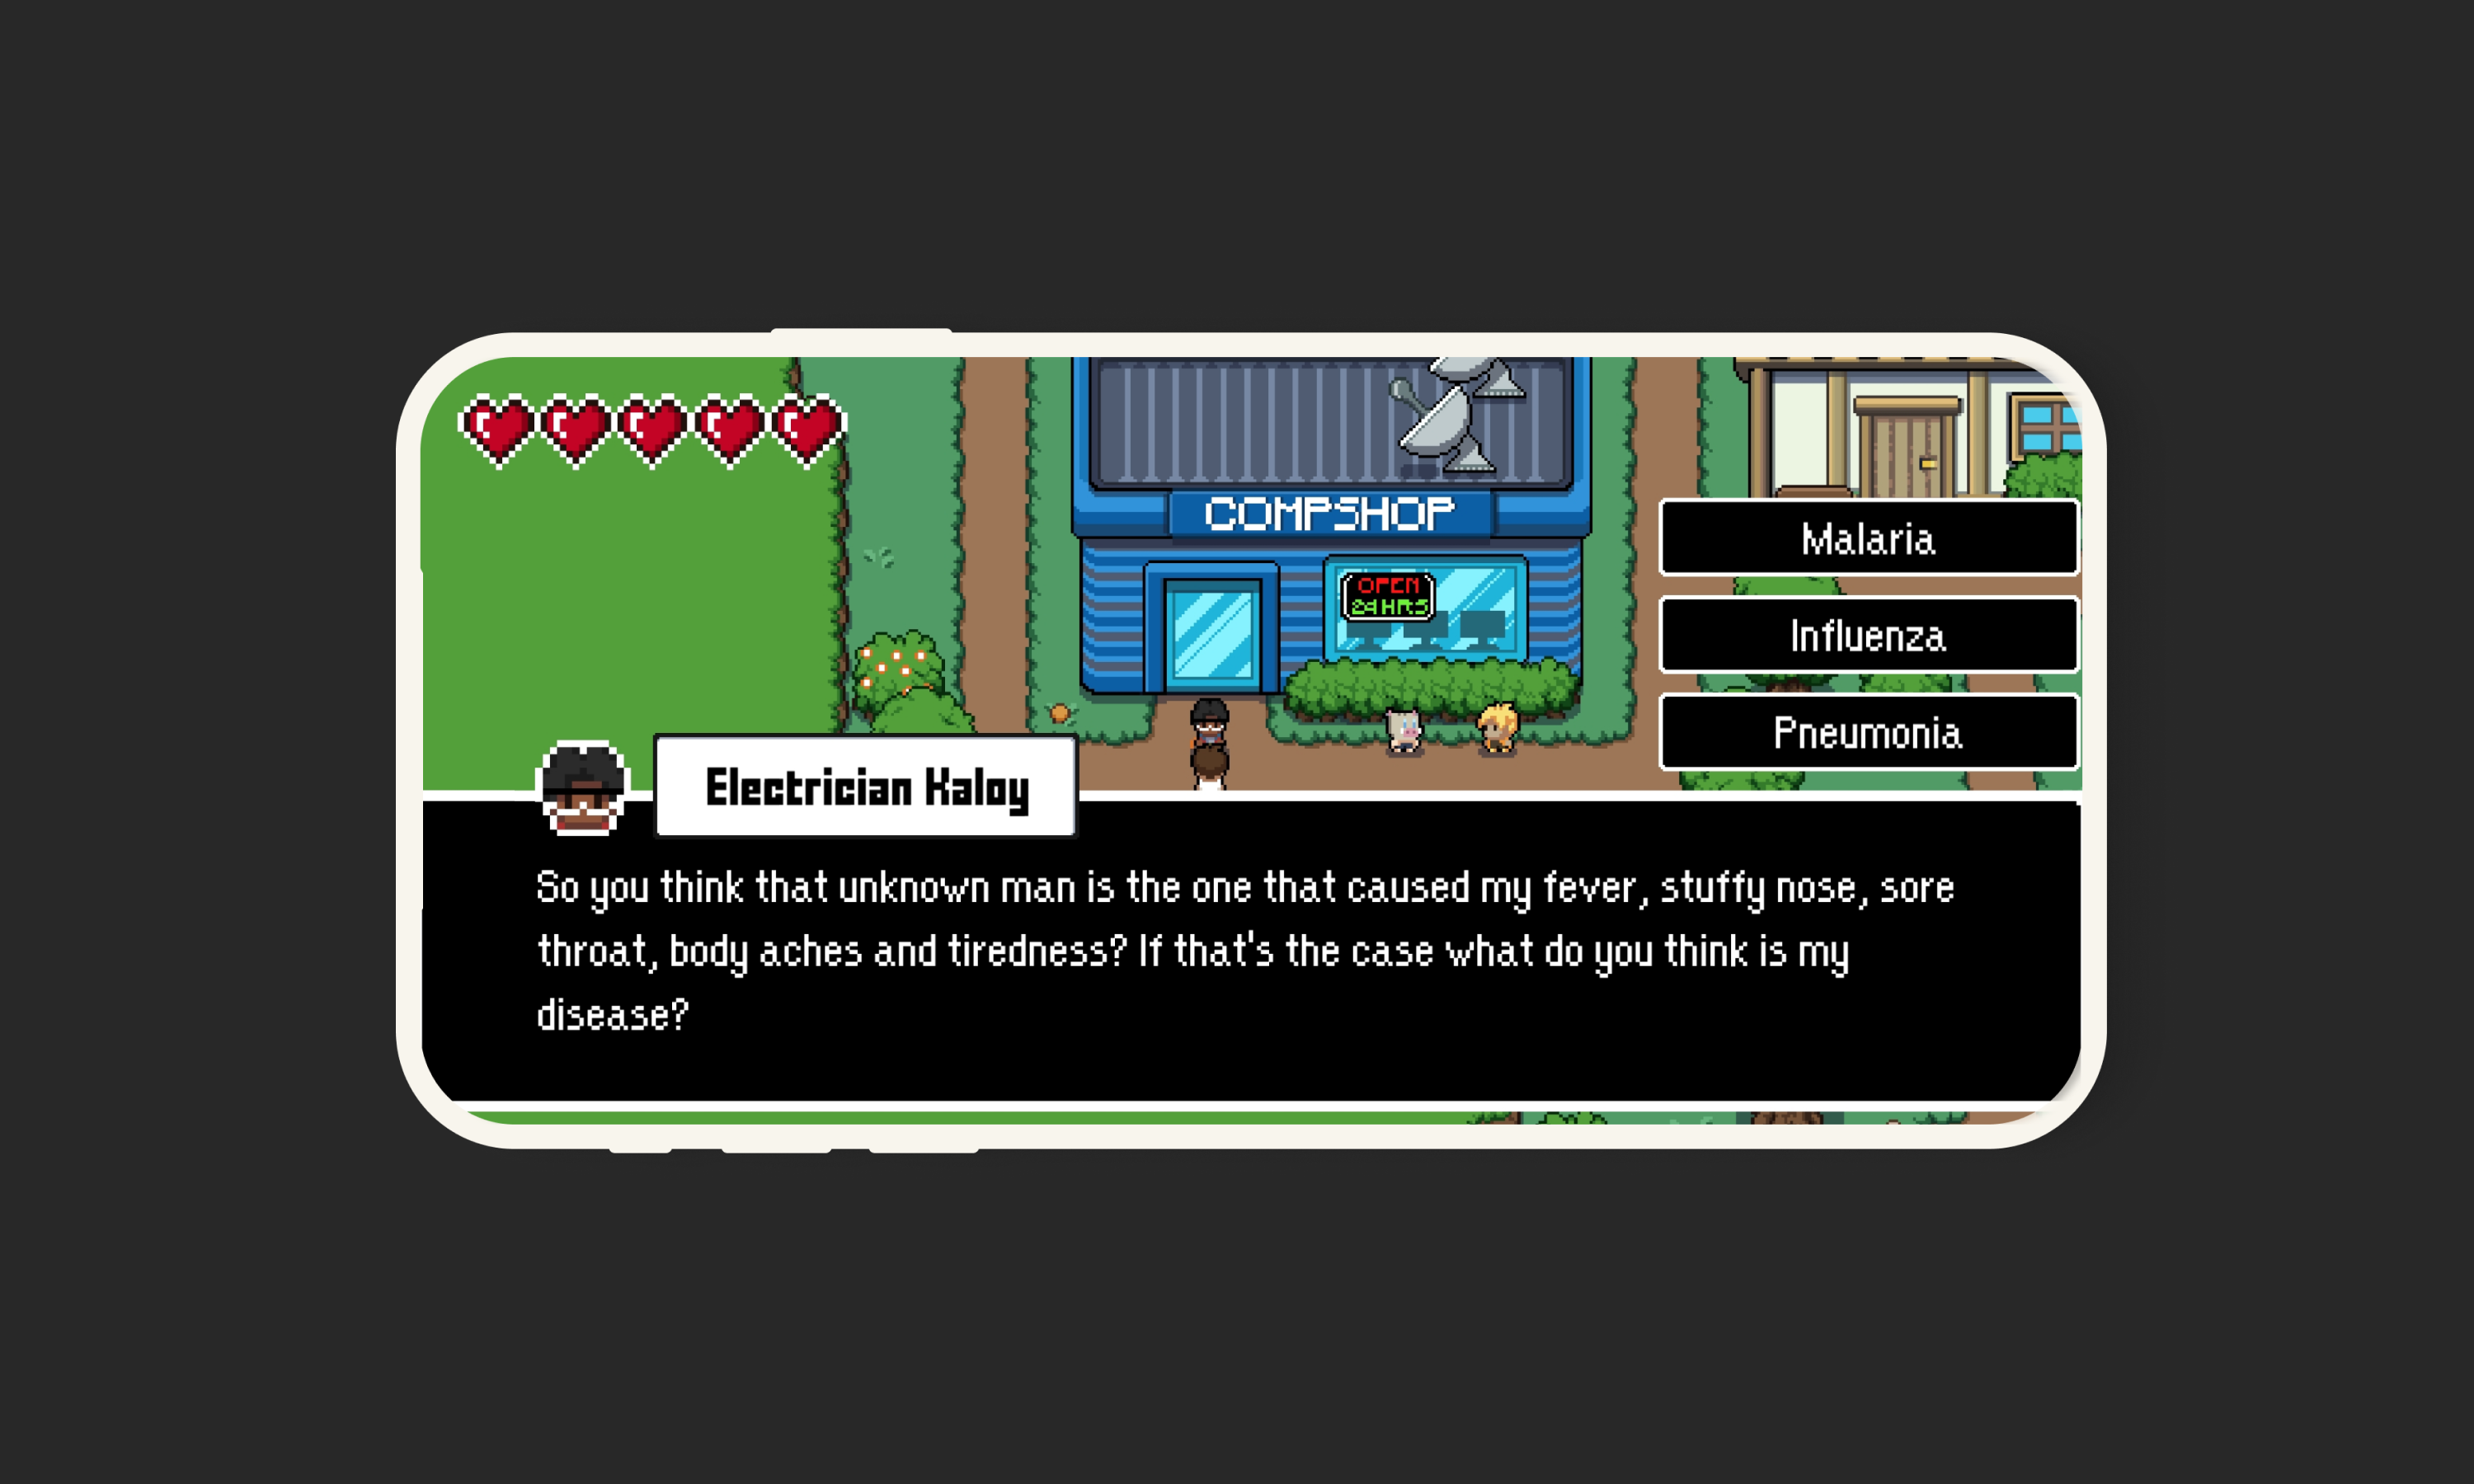 COMPSHOP
OPEN
24 HRS
Malaria
Influenza
Pneumonia
Electrician Kaloy
So you think that unknown man is the one that caused my fever, stuffy nose, sore
throat, body aches and tiredness? If that's the case what do you think is my
disease?